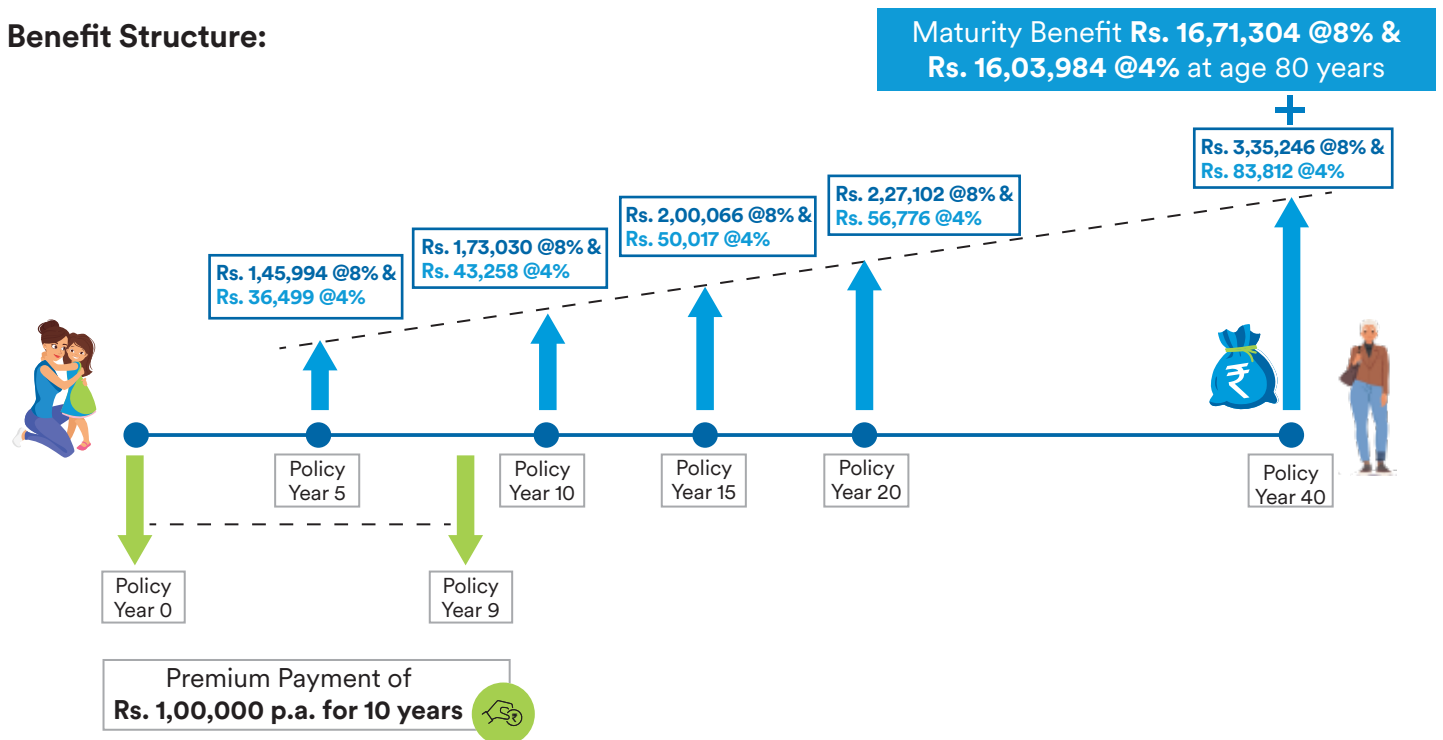 Benefit Structure:
Maturity Benefit Rs. 16,71,304 @8% &
Rs. 16,03,984 @4% at age 80 years
+
Rs. 3,35,246 @8% &
Rs. 83,812 @4%
Rs. 2,27,102 @8% &
Rs. 56,776 @4%
Rs. 2,00,066 @8% &
Rs. 50,017 @4%
Rs. 1,73,030 @8% &
Rs. 43,258 @4%
Rs. 1,45,994 @8% &
Rs. 36,499 @4%
₹
Policy
Year 5
Policy
Year 10
Policy
Year 15
Policy
Year 20
Policy
Year 40
Policy
Year 0
Policy
Year 9
Premium Payment of
Rs. 1,00,000 p.a. for 10 years
₹